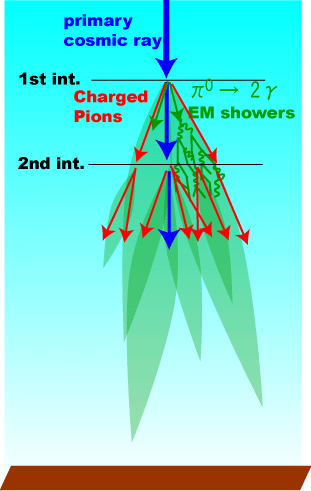 primary
cosmic ray
1st int.
Charged
Pions
π⁰ → 2γ
EM showers
2nd int.